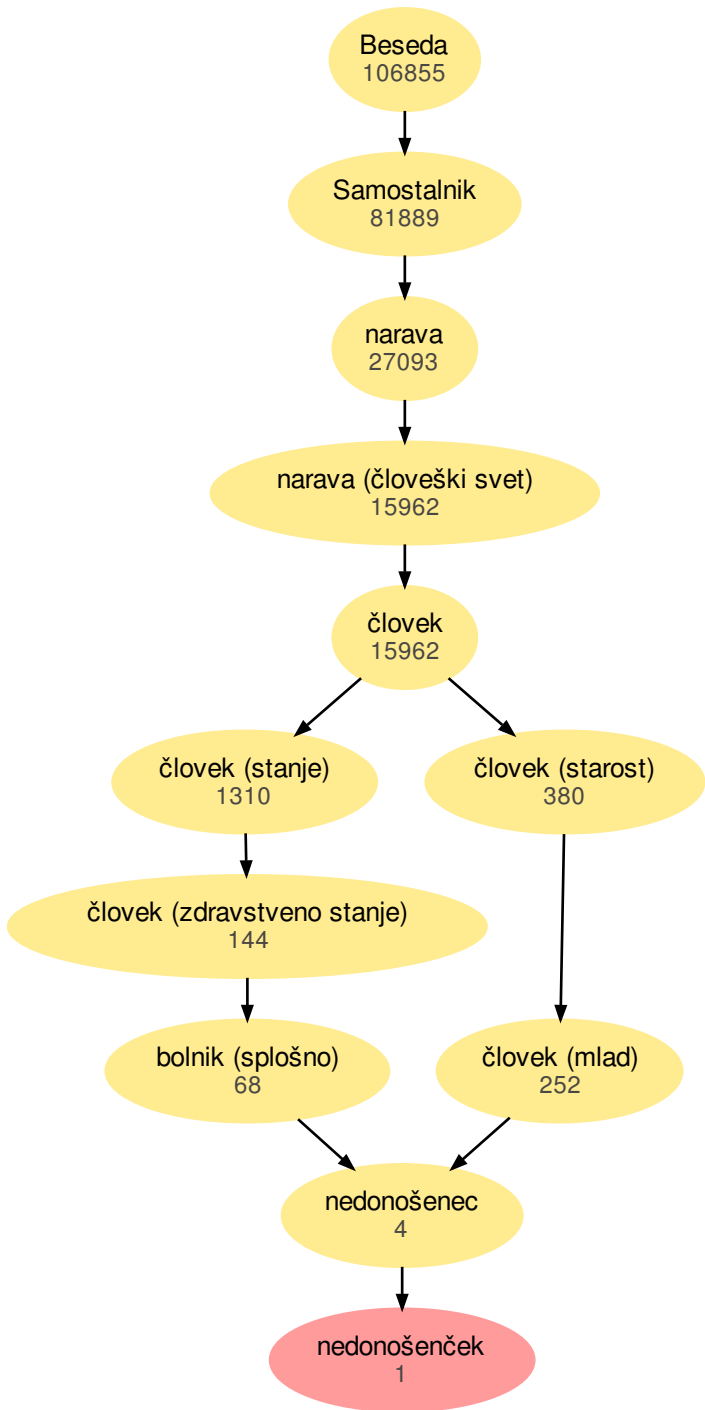 Beseda
106855
Samostalnik
81889
narava
27093
narava (človeški svet)
15962
človek
15962
človek (stanje)
1310
človek (starost)
380
človek (zdravstveno stanje)
144
bolnik (splošno)
68
človek (mlad)
252
nedonošenec
4
nedonošenček
1